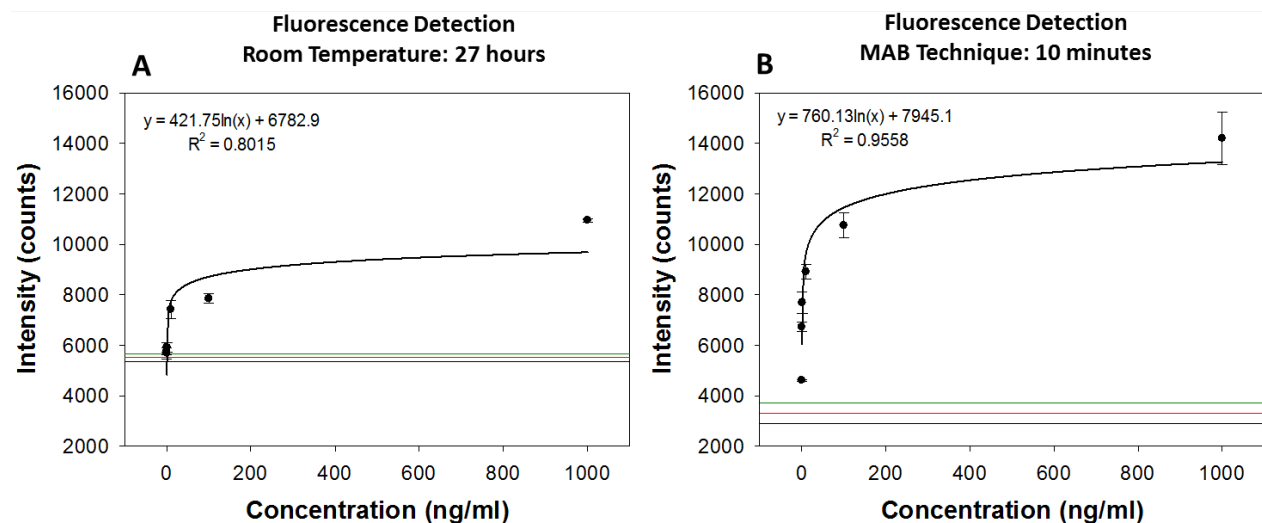 Fluorescence Detection
Room Temperature: 27 hours
A
y = 421.75ln(x) + 6782.9
R² = 0.8015
16000
14000
12000
10000
8000
6000
4000
2000
Intensity (counts)
0
200
400
600
800
1000
Concentration (ng/ml)
Fluorescence Detection
MAB Technique: 10 minutes
B
y = 760.13ln(x) + 7945.1
R² = 0.9558
16000
14000
12000
10000
8000
6000
4000
2000
Intensity (counts)
0
200
400
600
800
1000
Concentration (ng/ml)